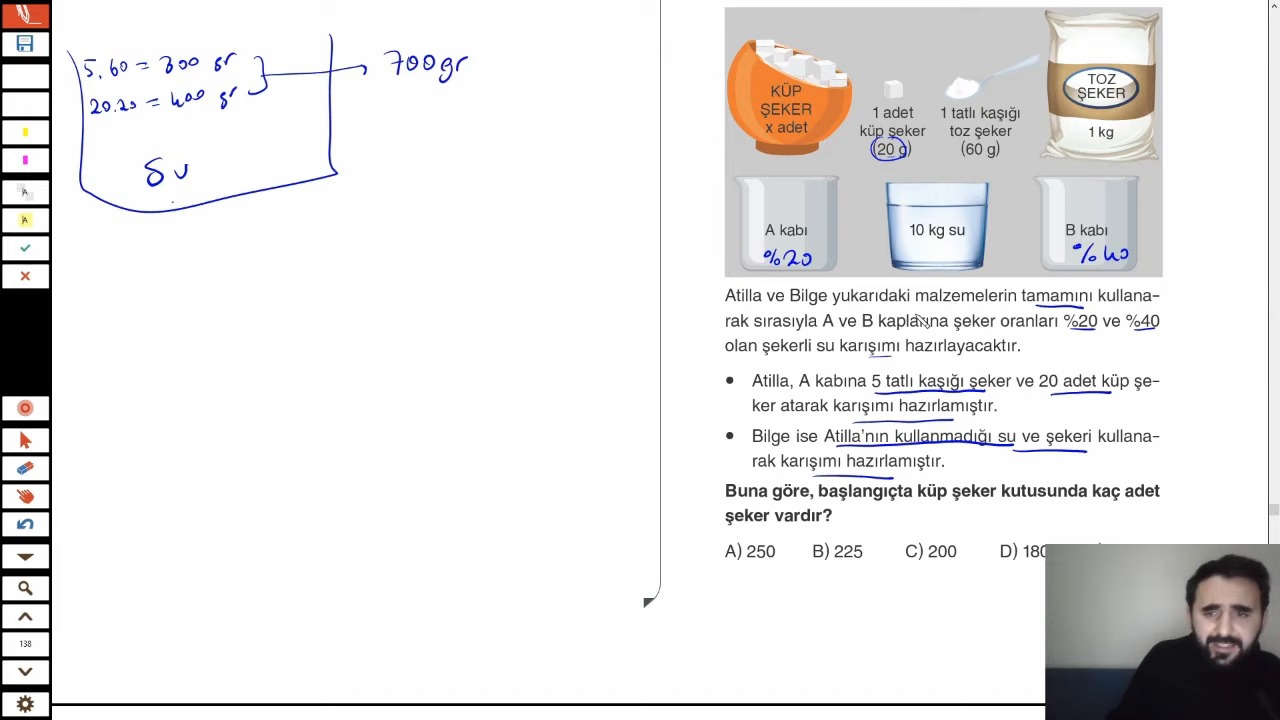 5.60 = 300 gr
20.20 = 400 gr
700gr
Su
KÜP
ŞEKER
x adet
1 adet
küp şeker
(20 g)
1 tatlı kaşığı
toz şeker
(60 g)
TOZ
ŞEKER
1 kg
A kabı
%20
10 kg su
B kabı
%40
Atilla ve Bilge yukarıdaki malzemelerin tamamını kullana-
rak sırasıyla A ve B kaplarına şeker oranları %20 ve %40
olan şekerli su karışımı hazırlayacaktır.
• Atilla, A kabına 5 tatlı kaşığı şeker ve 20 adet küp şe-
ker atarak karışımı hazırlamıştır.
• Bilge ise Atilla'nın kullanmadığı su ve şekeri kullana-
rak karışımı hazırlamıştır.
Buna göre, başlangıçta küp şeker kutusunda kaç adet
şeker vardır?
A) 250 B) 225 C) 200 D) 180
A
A
138